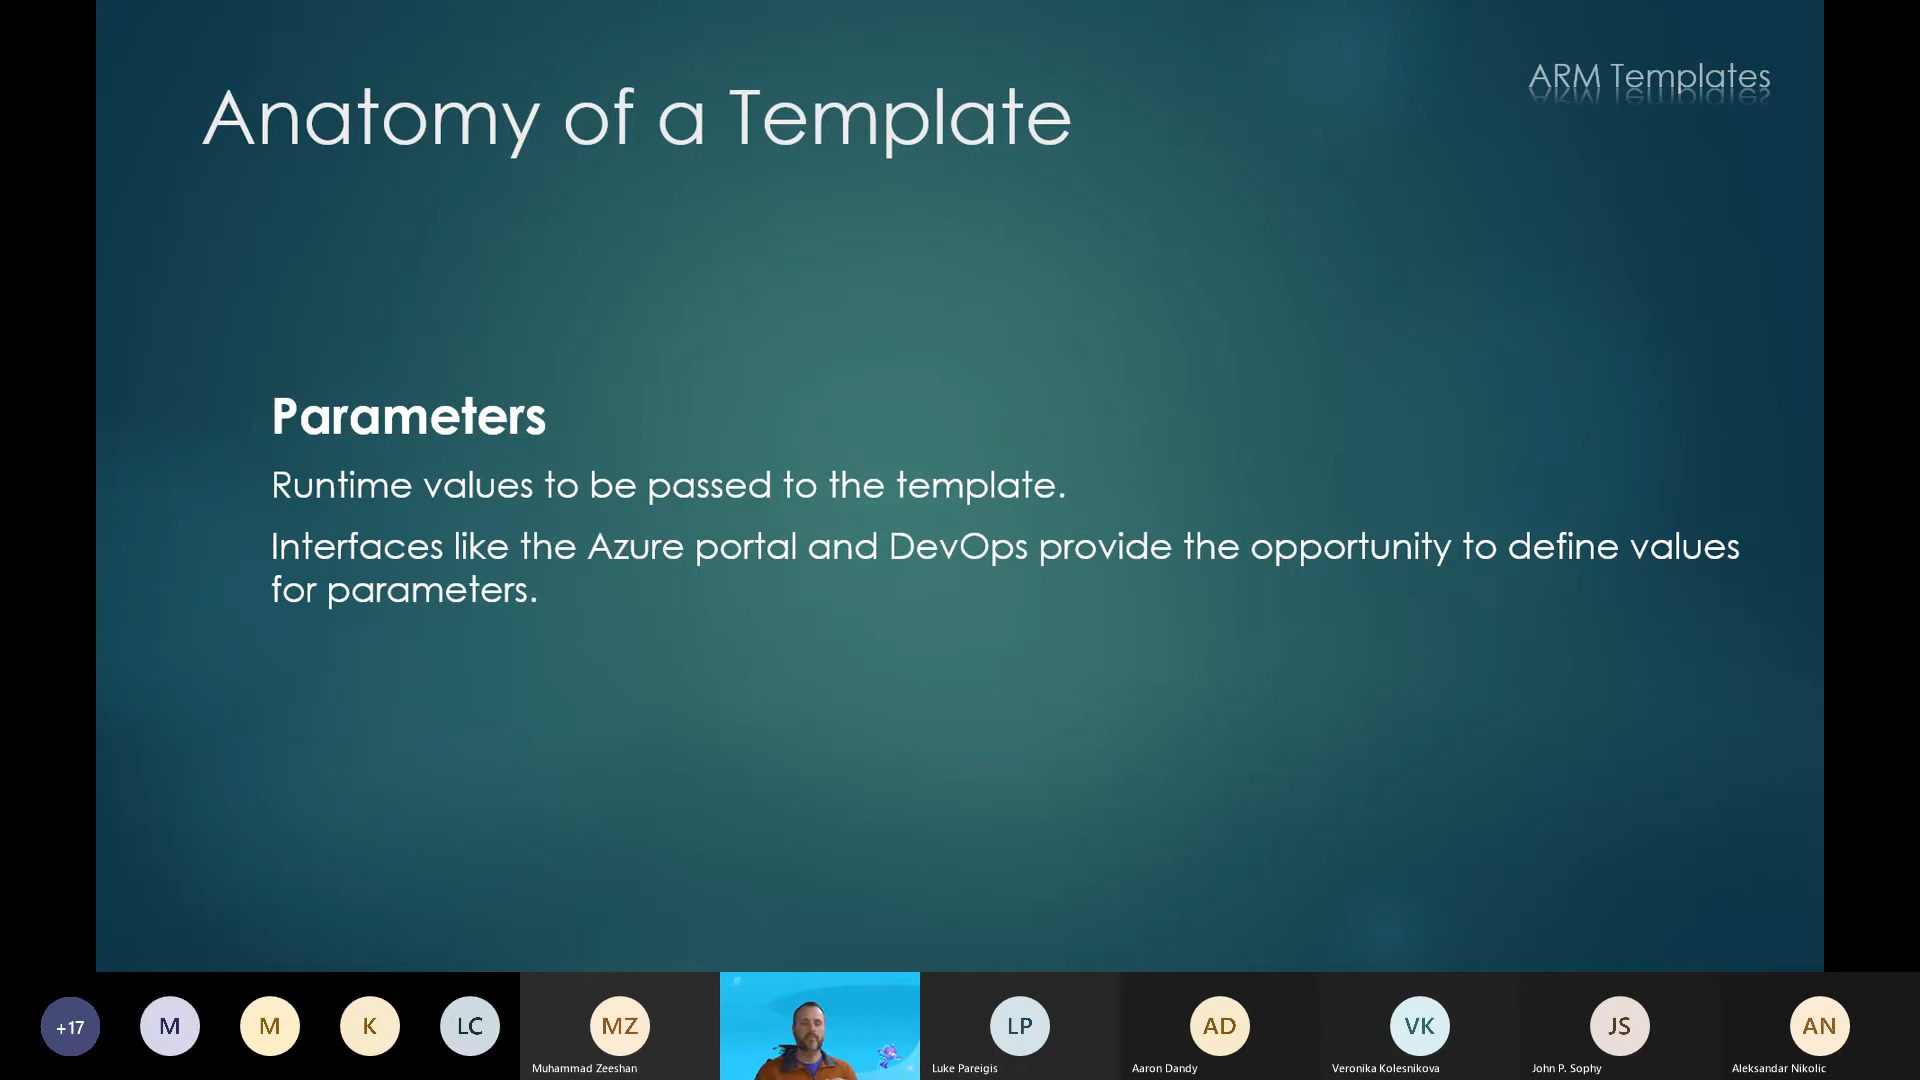 ARM Templates
Anatomy of a Template
Parameters
Runtime values to be passed to the template.
Interfaces like the Azure portal and DevOps provide the opportunity to define values
for parameters.
+17
M
M
K
LC
MZ
LP
AD
VK
JS
AN
Muhammad Zeeshan
Luke Pareigis
Aaron Dandy
Veronika Kolesnikova
John P. Sophy
Aleksandar Nikolic